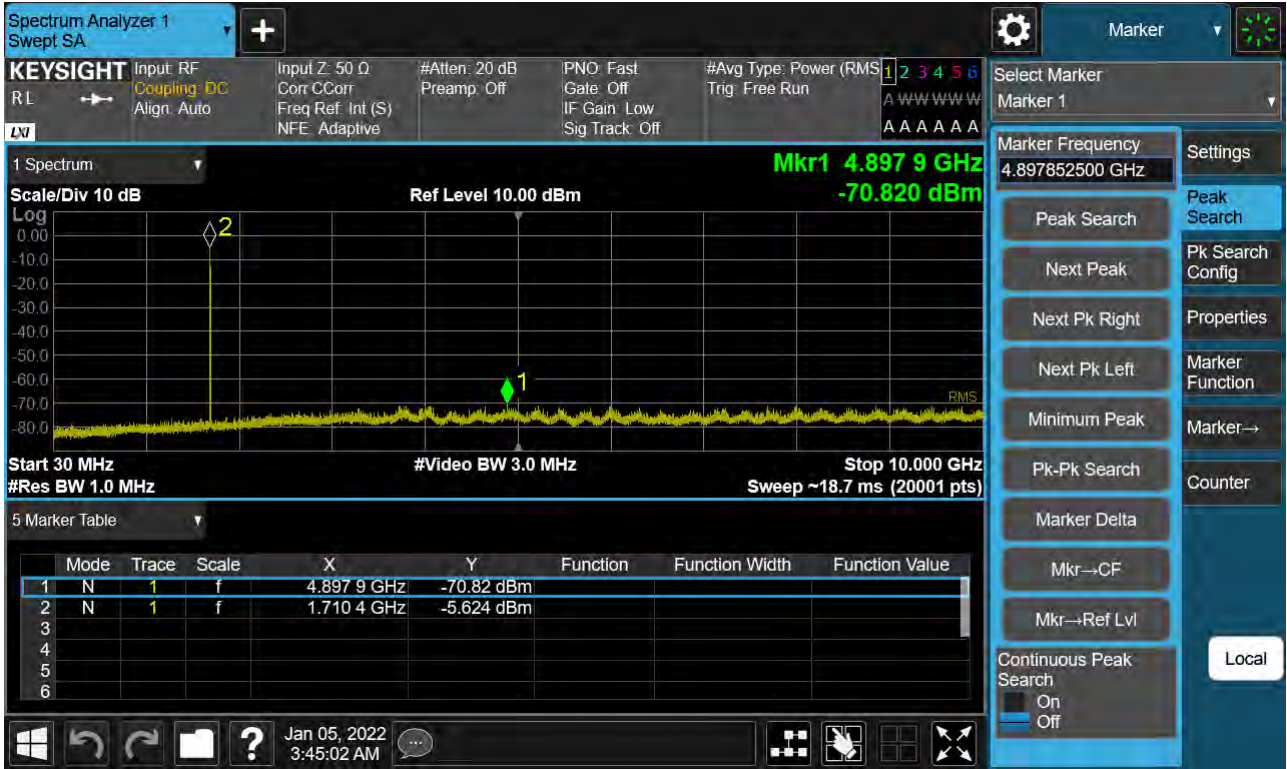 Spectrum Analyzer 1
Swept SA
Marker
KEYSIGHT
RL
LXI
Input: RF
Coupling: DC
Align: Auto
Input Z: 50 Ω
Corr CCorr
Freq Ref: Int (S)
NFE: Adaptive
#Atten: 20 dB
Preamp: Off
PNO: Fast
Gate: Off
IF Gain: Low
Sig Track: Off
#Avg Type: Power (RMS
Trig: Free Run
1 2 3 4 5 6
A W W W W W
A A A A A A
Select Marker
Marker 1
1 Spectrum
Mkr1 4.897 9 GHz
-70.820 dBm
Scale/Div 10 dB
Ref Level 10.00 dBm
Log
0.00
-10.0
-20.0
-30.0
-40.0
-50.0
-60.0
-70.0
-80.0
2
1
RMS
Start 30 MHz
#Video BW 3.0 MHz
Stop 10.000 GHz
#Res BW 1.0 MHz
Sweep ~18.7 ms (20001 pts)
5 Marker Table
Mode Trace Scale X Y Function Function Width Function Value
1 N 1 f 4.897 9 GHz -70.82 dBm
2 N 1 f 1.710 4 GHz -5.624 dBm
3
4
5
6
Marker Frequency
4.897852500 GHz
Peak Search
Next Peak
Next Pk Right
Next Pk Left
Minimum Peak
Pk-Pk Search
Marker Delta
Mkr→CF
Mkr→Ref Lvl
Continuous Peak
Search
On
Off
Settings
Peak
Search
Pk Search
Config
Properties
Marker
Function
Marker→
Counter
Local
?
Jan 05, 2022
3:45:02 AM